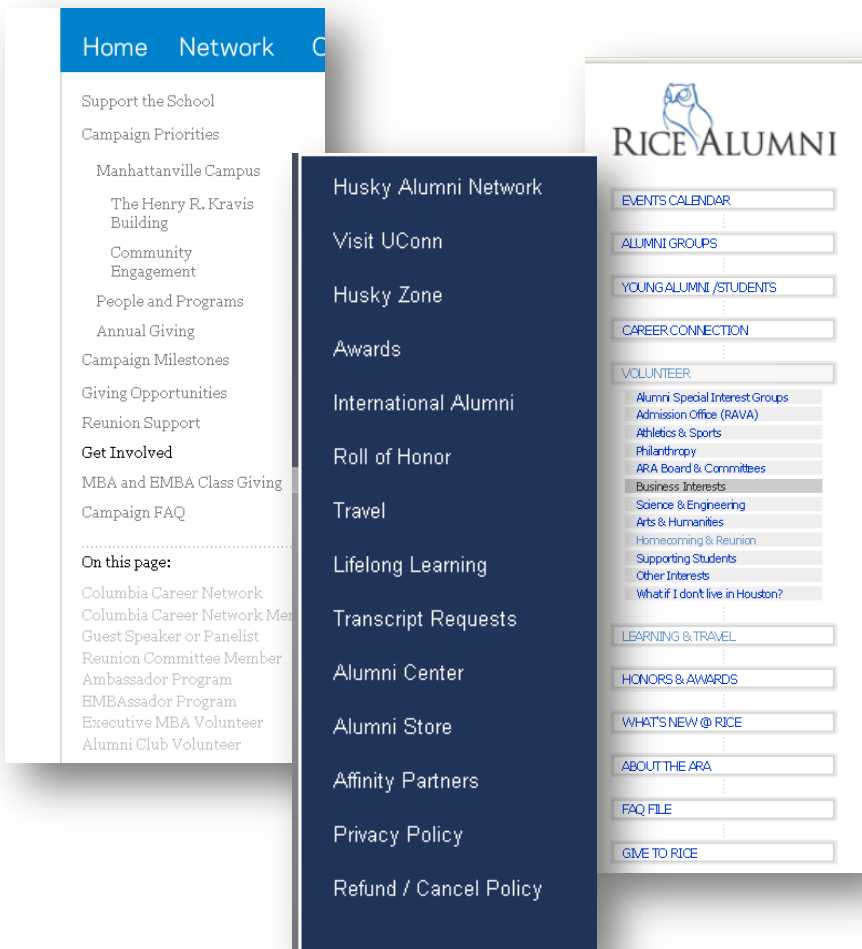 Home Network
Support the School
Campaign Priorities
Manhattanville Campus
The Henry R. Kravis
Building
Community
Engagement
People and Programs
Annual Giving
Campaign Milestones
Giving Opportunities
Reunion Support
Get Involved
MBA and EMBA Class Giving
Campaign FAQ
On this page:
Columbia Career Network
Columbia Career Network
Guest Speaker or Panelist
Reunion Committee Member
Ambassador Program
EMBAssador Program
Executive MBA Volunteer
Alumni Club Volunteer
Husky Alumni Network
Visit UConn
Husky Zone
Awards
International Alumni
Roll of Honor
Travel
Lifelong Learning
Transcript Requests
Alumni Center
Alumni Store
Affinity Partners
Privacy Policy
Refund / Cancel Policy
RICE ALUMNI
EVENTS CALENDAR
ALUMNI GROUPS
YOUNG ALUMNI /STUDENTS
CAREER CONNECTION
VOLUNTEER
Alumni Special Interest Groups
Admission Office (RAVA)
Athletics & Sports
Philanthropy
ARA Board & Committees
Business Interests
Science & Engineering
Arts & Humanities
Homecoming & Reunion
Supporting Students
Other Interests
What if I don't live in Houston?
LEARNING & TRAVEL
HONORS & AWARDS
WHAT'S NEW @ RICE
ABOUT THE ARA
FAQ FILE
GIVE TO RICE